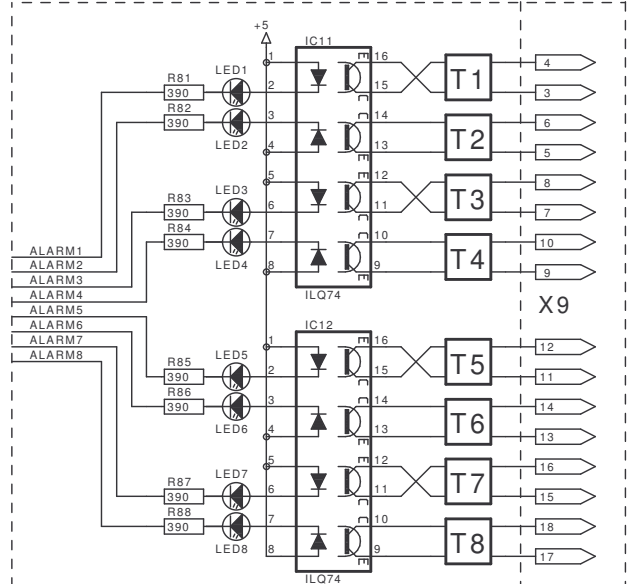 +5
IC11
1
16
4
LED1
R81
390
2
15
T1
3
R82
390
3
14
6
LED2
T2
4
13
5
5
12
8
LED3
R83
390
6
11
T3
7
R84
390
7
10
10
LED4
T4
8
9
9
ILQ74
E C C E E C C E
ALARM1
ALARM2
ALARM3
ALARM4
ALARM5
ALARM6
ALARM7
ALARM8
X9
IC12
1
16
12
LED5
R85
390
2
15
T5
11
R86
390
3
14
14
LED6
T6
4
13
13
5
12
16
LED7
R87
390
6
11
T7
15
R88
390
7
10
18
LED8
T8
8
9
17
ILQ74
E C C E E C C E